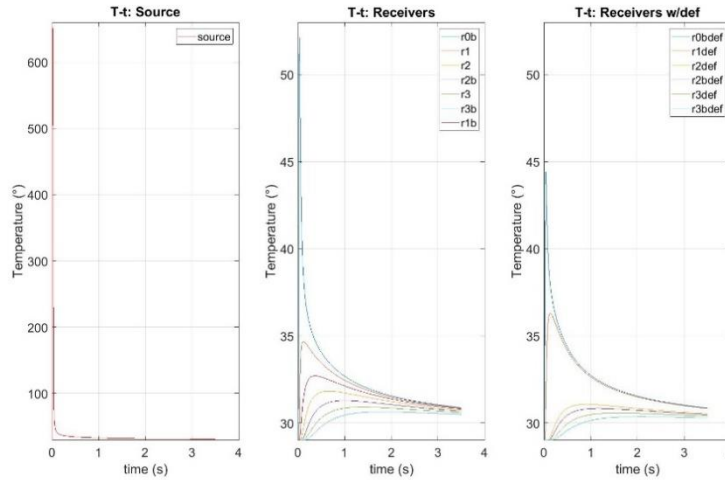 T-t: Source
source
Temperature (°)
600
500
400
300
200
100
0
1
2
3
4
time (s)
T-t: Receivers
r0b
r1
r2
r2b
r3
r3b
r1b
Temperature (°)
50
45
40
35
30
0
1
2
3
4
time (s)
T-t: Receivers w/def
r0bdef
r1def
r2def
r2bdef
r3def
r3bdef
Temperature (°)
50
45
40
35
30
0
1
2
3
4
time (s)